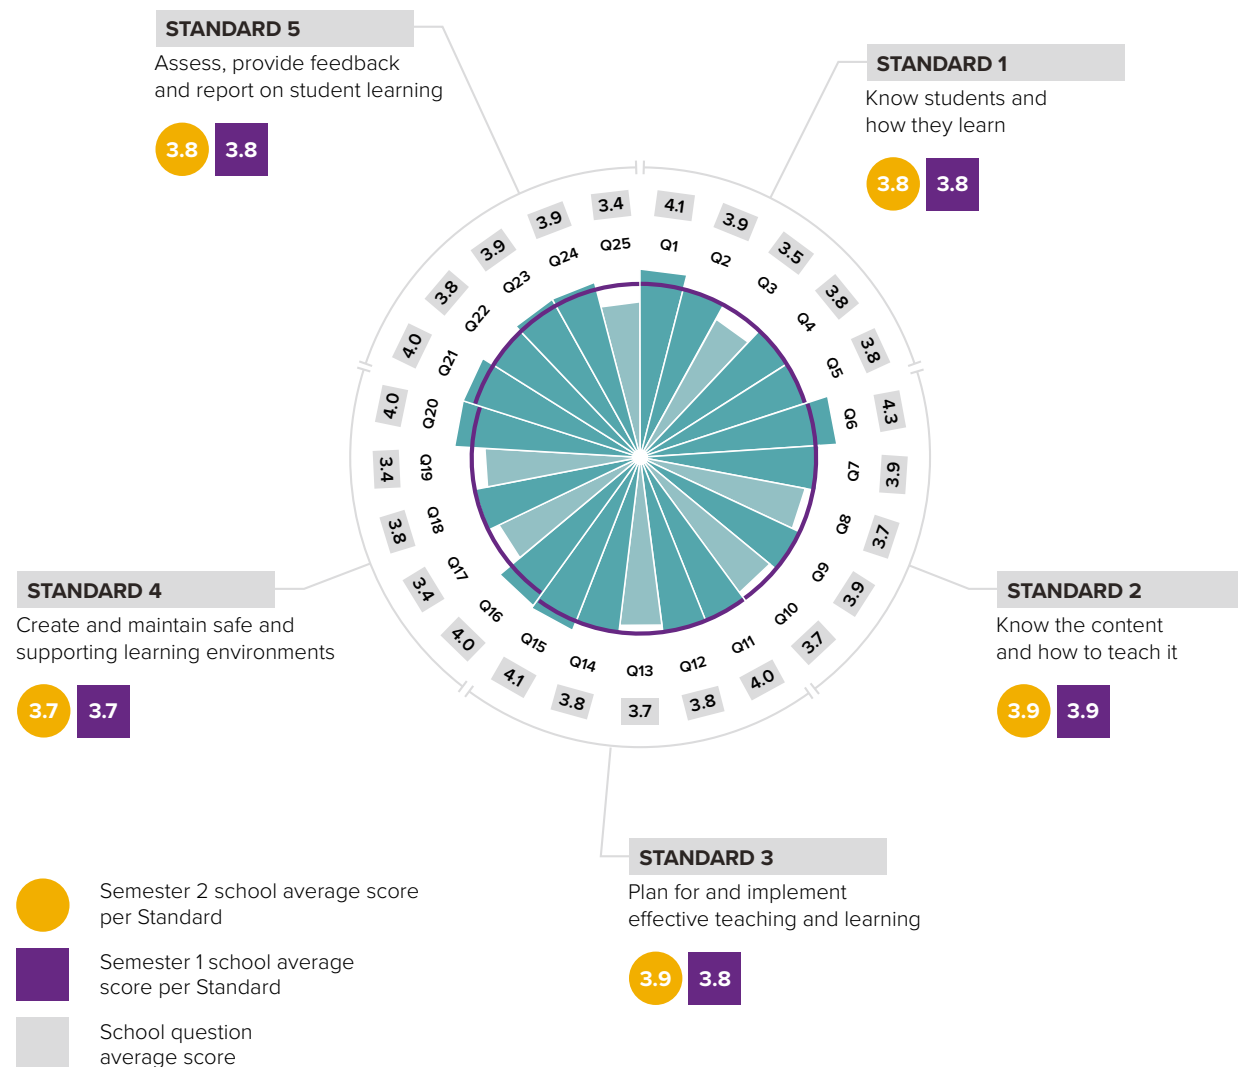 STANDARD 5
Assess, provide feedback
and report on student learning
3.8 3.8
STANDARD 1
Know students and
how they learn
3.8 3.8
4.1
3.9
3.5
3.8
3.8
4.3
3.9
3.7
3.9
3.7
4.0
3.8
3.7
3.8
4.1
4.0
3.4
3.8
3.4
4.0
4.0
3.8
3.9
3.9
3.4
Q1
Q2
Q3
Q4
Q5
Q6
Q7
Q8
Q9
Q10
Q11
Q12
Q13
Q14
Q15
Q16
Q17
Q18
Q19
Q20
Q21
Q22
Q23
Q24
Q25
STANDARD 4
Create and maintain safe and
supporting learning environments
3.7 3.7
STANDARD 2
Know the content
and how to teach it
3.9 3.9
STANDARD 3
Plan for and implement
effective teaching and learning
3.9 3.8
Semester 2 school average score
per Standard
Semester 1 school average
score per Standard
School question
average score